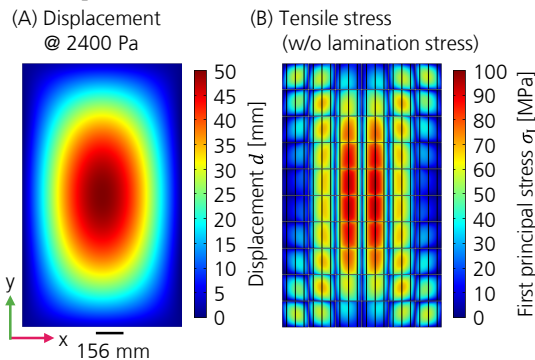 (A) Displacement
@ 2400 Pa
50
45
40
35
30
25
20
15
10
5
0
Displacement d [mm]
y
x
156 mm
(B) Tensile stress
(w/o lamination stress)
100
90
80
70
60
50
40
30
20
10
0
First principal stress σI [MPa]